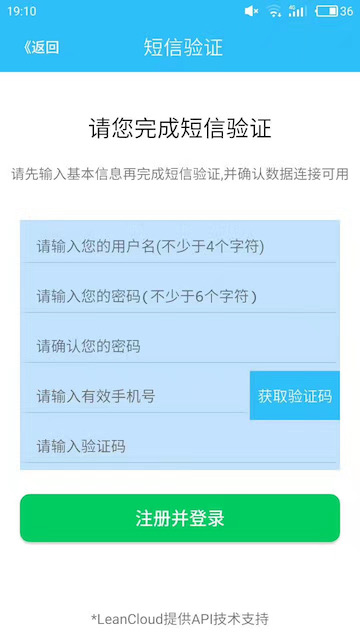 19:10
4G
36
《返回
短信验证
请您完成短信验证
请先输入基本信息再完成短信验证,并确认数据连接可用
请输入您的用户名(不少于4个字符)
请输入您的密码(不少于6个字符)
请确认您的密码
请输入有效手机号
获取验证码
请输入验证码
注册并登录
*LeanCloud提供API技术支持